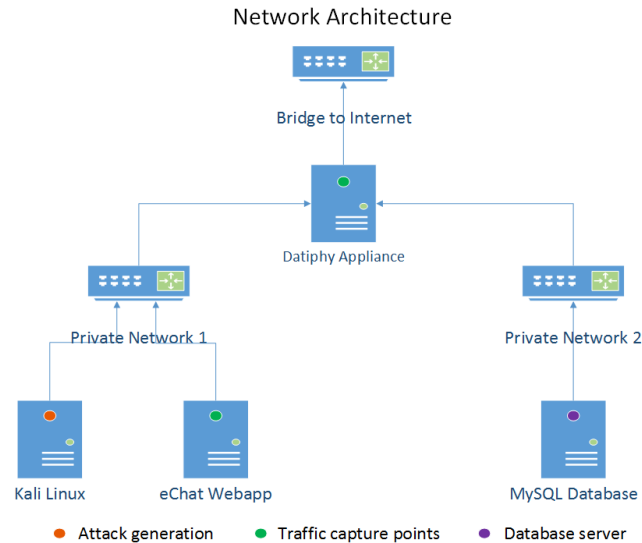 Network Architecture
Bridge to Internet
Datiphy Appliance
Private Network 1
Private Network 2
Kali Linux
eChat Webapp
MySQL Database
Attack generation
Traffic capture points
Database server